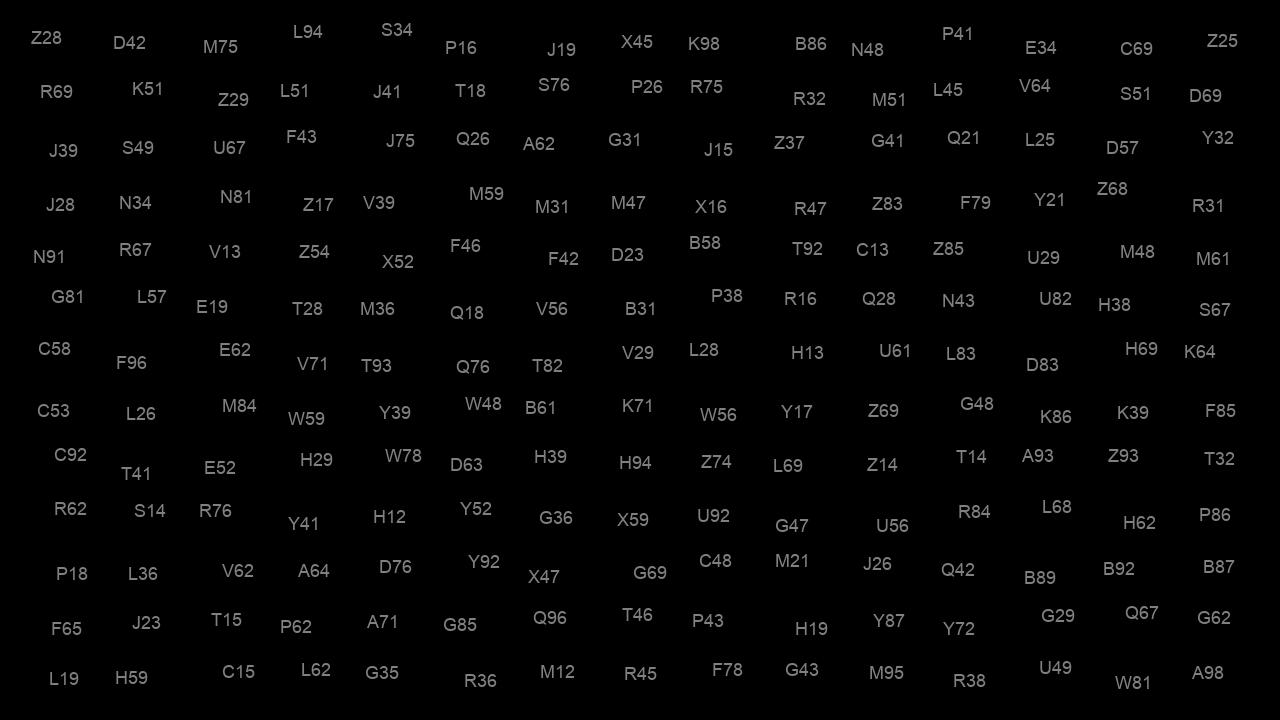 Z28 D42 M75 L94 S34 P16 J19 X45 K98 B86 N48 P41 E34 C69 Z25
R69 K51 Z29 L51 J41 T18 S76 P26 R75 R32 M51 L45 V64 S51 D69
J39 S49 U67 F43 J75 Q26 A62 G31 J15 Z37 G41 Q21 L25 D57 Y32
J28 N34 N81 Z17 V39 M59 M31 M47 X16 R47 Z83 F79 Y21 Z68 R31
N91 R67 V13 Z54 X52 F46 F42 D23 B58 T92 C13 Z85 U29 M48 M61
G81 L57 E19 T28 M36 Q18 V56 B31 P38 R16 Q28 N43 U82 H38 S67
C58 F96 E62 V71 T93 Q76 T82 V29 L28 H13 U61 L83 D83 H69 K64
C53 L26 M84 W59 Y39 W48 B61 K71 W56 Y17 Z69 G48 K86 K39 F85
C92 T41 E52 H29 W78 D63 H39 H94 Z74 L69 Z14 T14 A93 Z93 T32
R62 S14 R76 Y41 H12 Y52 G36 X59 U92 G47 U56 R84 L68 H62 P86
P18 L36 V62 A64 D76 Y92 X47 G69 C48 M21 J26 Q42 B89 B92 B87
F65 J23 T15 P62 A71 G85 Q96 T46 P43 H19 Y87 Y72 G29 Q67 G62
L19 H59 C15 L62 G35 R36 M12 R45 F78 G43 M95 R38 U49 W81 A98